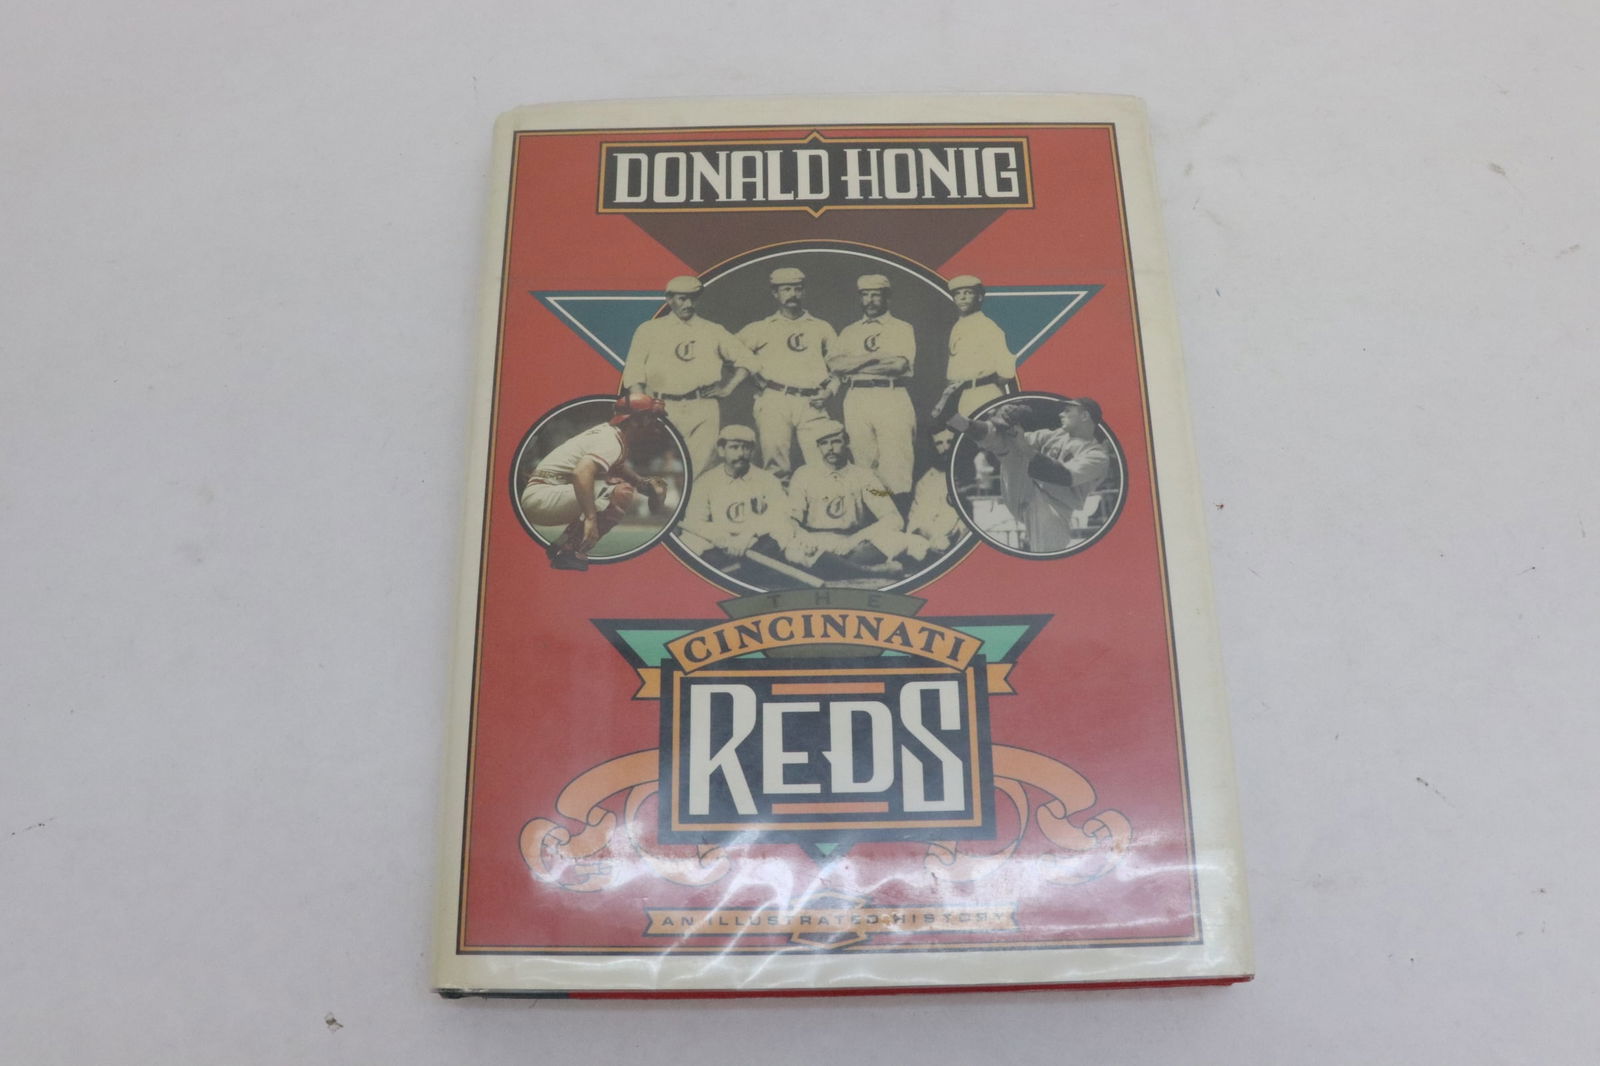 DONALD HONIG
C C C C
C C
THE
CINCINNATI
REDS
AN ILLUSTRATED HISTORY